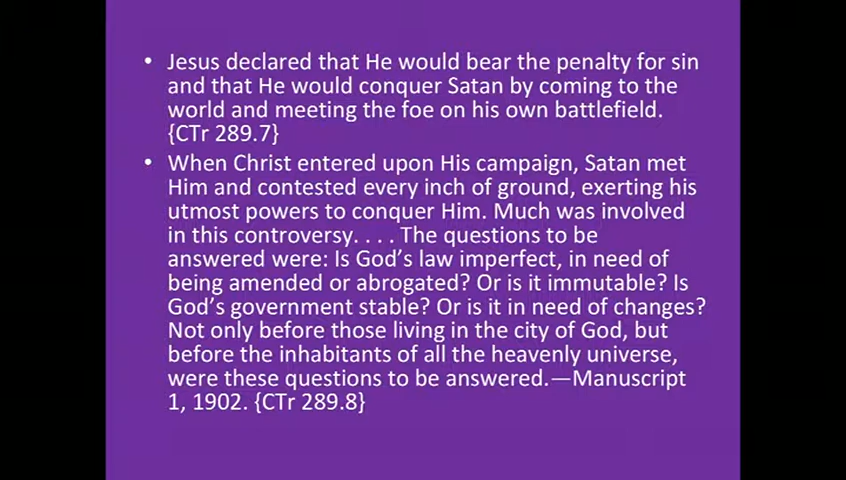 • Jesus declared that He would bear the penalty for sin
and that He would conquer Satan by coming to the
world and meeting the foe on his own battlefield.
{CTr 289.7}
• When Christ entered upon His campaign, Satan met
Him and contested every inch of ground, exerting his
utmost powers to conquer Him. Much was involved
in this controversy. . . . The questions to be
answered were: Is God’s law imperfect, in need of
being amended or abrogated? Or is it immutable? Is
God’s government stable? Or is it in need of changes?
Not only before those living in the city of God, but
before the inhabitants of all the heavenly universe,
were these questions to be answered.—Manuscript
1, 1902. {CTr 289.8}